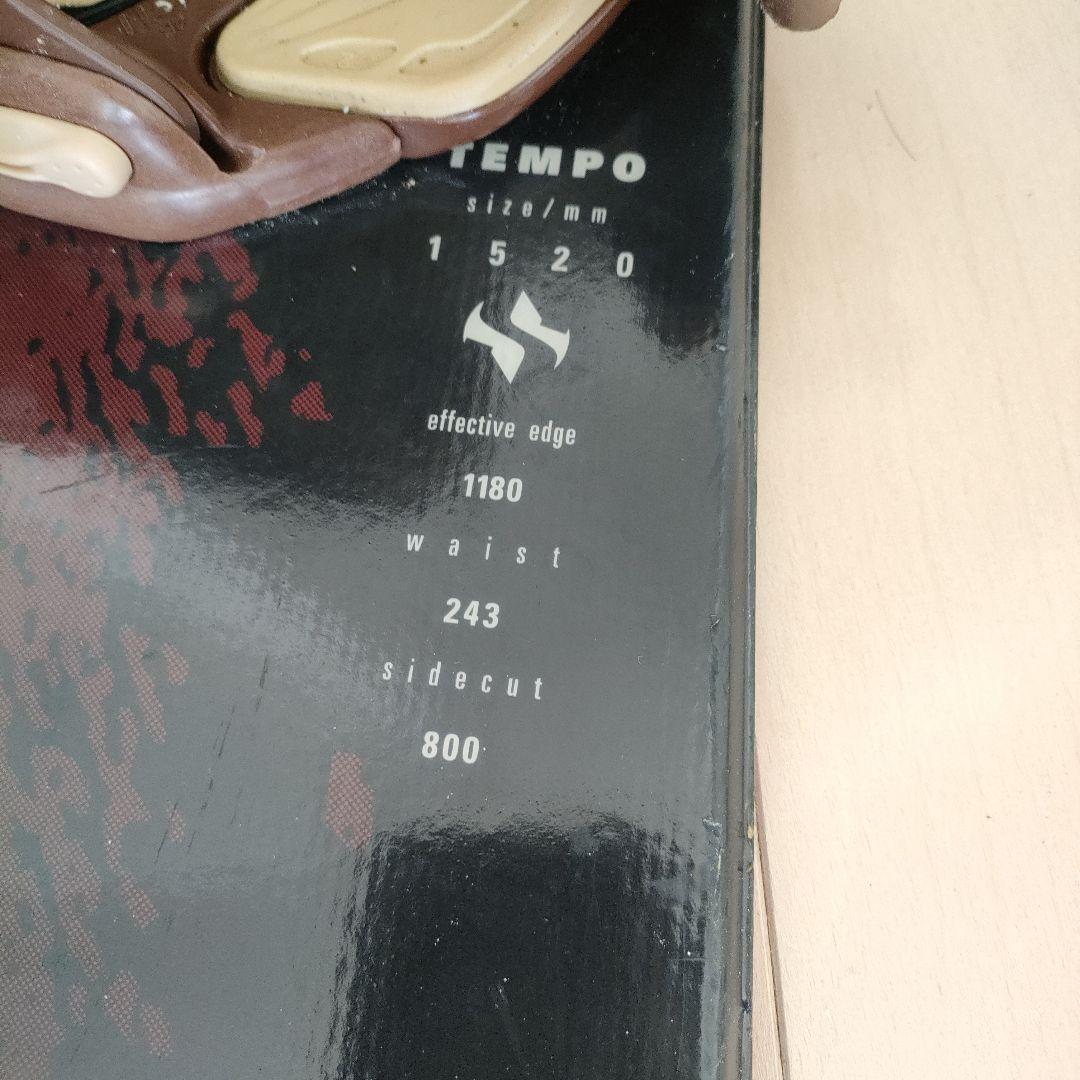 TEMPO
size/mm
1520
effective edge
1180
waist
243
sidecut
800